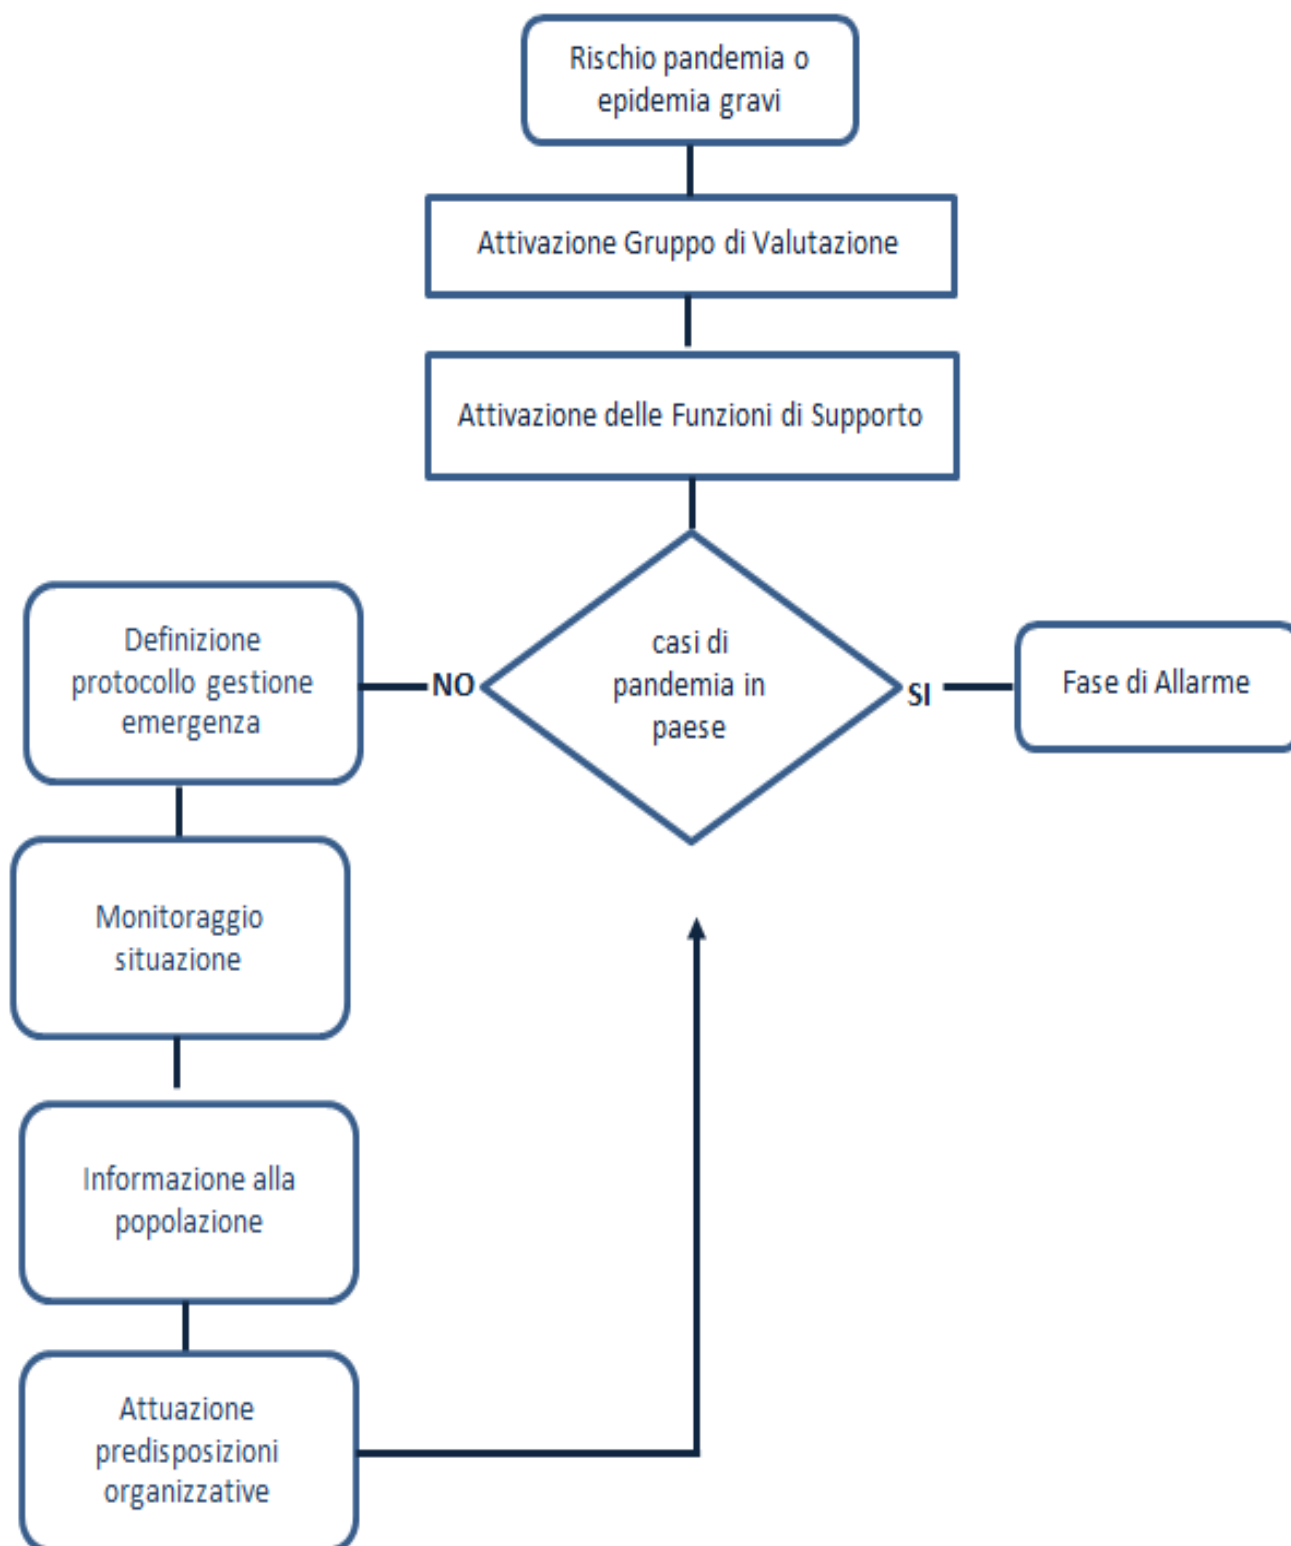 Rischio pandemia o
epidemia gravi
Attivazione Gruppo di Valutazione
Attivazione delle Funzioni di Supporto
casi di
pandemia in
paese
NO
SI
Fase di Allarme
Definizione
protocollo gestione
emergenza
Monitoraggio
situazione
Informazione alla
popolazione
Attuazione
predisposizioni
organizzative